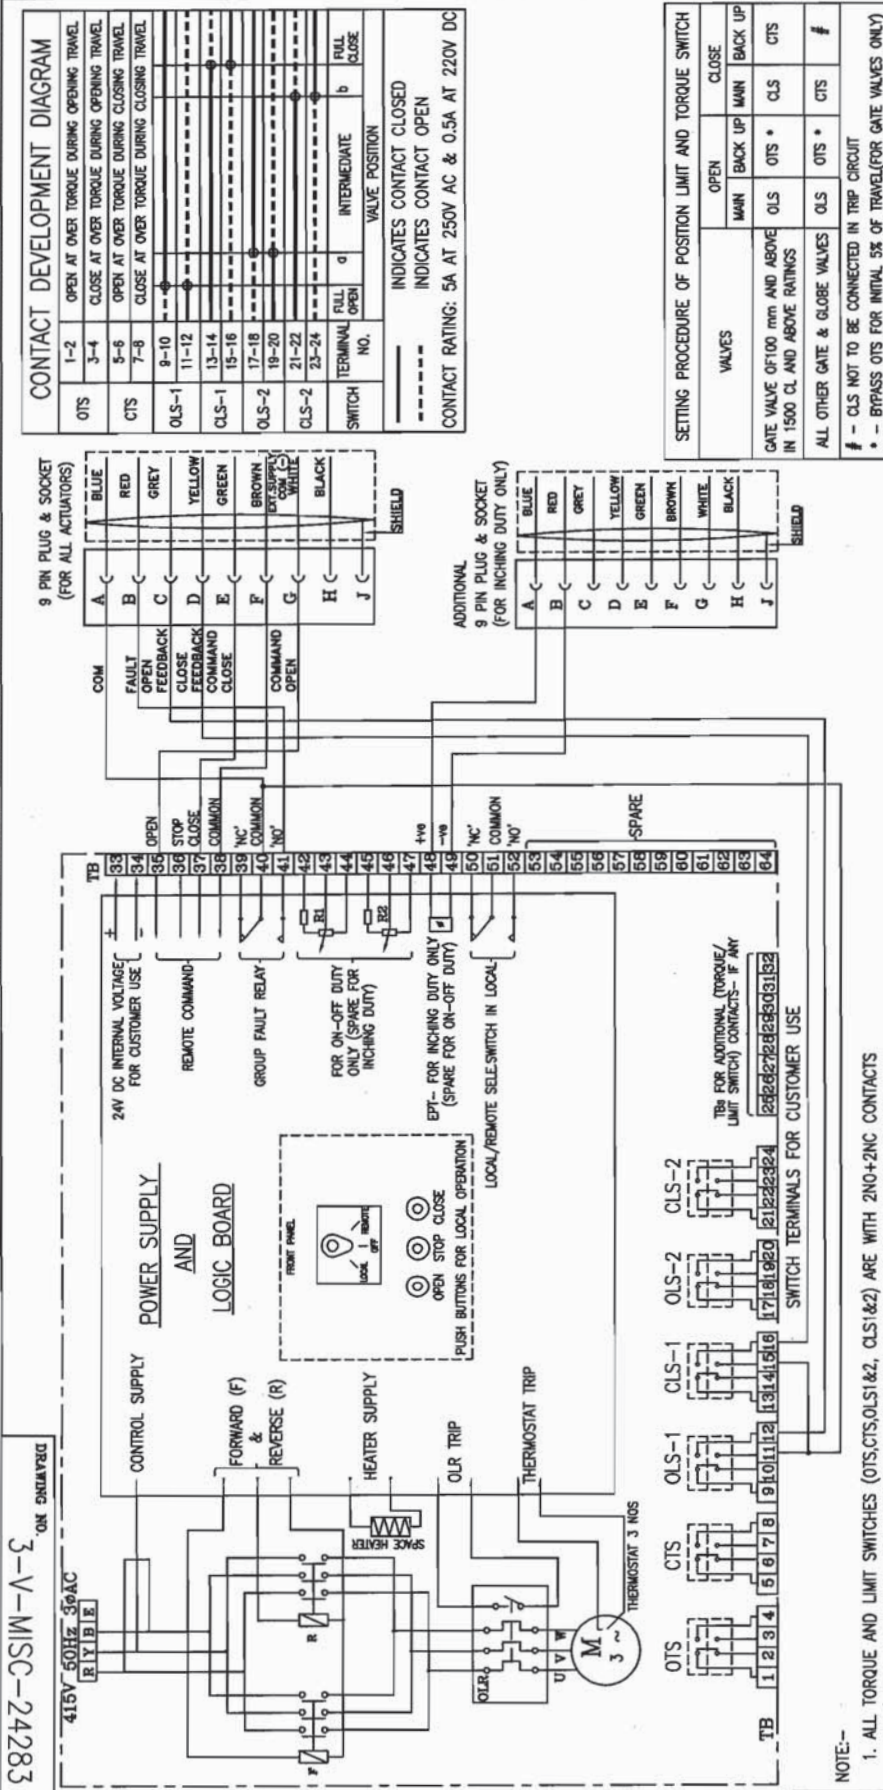 DRAWING NO.
3-V-MISC-24283
415V 50Hz 3ØAC
R Y B E
CONTROL SUPPLY
FORWARD (F)
&
REVERSE (R)
HEATER SUPPLY
SPACE HEATER
OLR TRIP
THERMOSTAT TRIP
THERMOSTAT 3 NOS
F
R
OLR
U V W
M
3 ~
POWER SUPPLY
AND
LOGIC BOARD
FRONT PANEL
LOCAL OFF REMOTE
OPEN STOP CLOSE
PUSH BUTTONS FOR LOCAL OPERATION
24V DC INTERNAL VOLTAGE
FOR CUSTOMER USE
+
-
REMOTE COMMAND
GROUP FAULT RELAY
FOR ON-OFF DUTY
ONLY (SPARE FOR
INCHING DUTY)
R1
R2
EPT- FOR INCHING DUTY ONLY
(SPARE FOR ON-OFF DUTY)
LOCAL/REMOTE SELE.SWITCH IN LOCAL
TB
33
34
35 OPEN
36 STOP
37 CLOSE
38 COMMON
39 'NC'
40 COMMON
41 'NO'
42
43
44
45
46
47
48 +ve
49 -ve
50 'NC'
51 COMMON
52 'NO'
53
54
55
56
57
58
59
60
61
62
63
64
SPARE
TB
OTS
1 2 3 4
CTS
5 6 7 8
OLS-1
9 10 11 12
CLS-1
13 14 15 16
OLS-2
17 18 19 20
CLS-2
21 22 23 24
TBs FOR ADDITIONAL (TORQUE/
LIMIT SWITCH) CONTACTS- IF ANY
25 26 27 28 29 30 31 32
SWITCH TERMINALS FOR CUSTOMER USE
9 PIN PLUG & SOCKET
(FOR ALL ACTUATORS)
COM A BLUE
FAULT B RED
OPEN
FEEDBACK C GREY
CLOSE
FEEDBACK D YELLOW
COMMAND
CLOSE E GREEN
F BROWN
EXT.SUPPLY
COM (-)
COMMAND
OPEN G WHITE
H BLACK
J
SHIELD
ADDITIONAL
9 PIN PLUG & SOCKET
(FOR INCHING DUTY ONLY)
A BLUE
B RED
C GREY
D YELLOW
E GREEN
F BROWN
G WHITE
H BLACK
J
SHIELD
CONTACT DEVELOPMENT DIAGRAM
OTS 1-2 OPEN AT OVER TORQUE DURING OPENING TRAVEL
3-4 CLOSE AT OVER TORQUE DURING OPENING TRAVEL
CTS 5-6 OPEN AT OVER TORQUE DURING CLOSING TRAVEL
7-8 CLOSE AT OVER TORQUE DURING CLOSING TRAVEL
OLS-1 9-10
11-12
CLS-1 13-14
15-16
OLS-2 17-18
19-20
CLS-2 21-22
23-24
SWITCH TERMINAL NO. FULL OPEN a INTERMEDIATE b FULL CLOSE
VALVE POSITION
INDICATES CONTACT CLOSED
INDICATES CONTACT OPEN
CONTACT RATING: 5A AT 250V AC & 0.5A AT 220V DC
SETTING PROCEDURE OF POSITION LIMIT AND TORQUE SWITCH
VALVES OPEN CLOSE
MAIN BACK UP MAIN BACK UP
GATE VALVE OF100 mm AND ABOVE
IN 1500 CL AND ABOVE RATINGS OLS OTS * CLS CTS
ALL OTHER GATE & GLOBE VALVES OLS OTS * CTS #
# - CLS NOT TO BE CONNECTED IN TRIP CIRCUIT
* - BYPASS OTS FOR INITIAL 5% OF TRAVEL(FOR GATE VALVES ONLY)
NOTE:-
1. ALL TORQUE AND LIMIT SWITCHES (OTS,CTS,OLS1&2, CLS1&2) ARE WITH 2NO+2NC CONTACTS